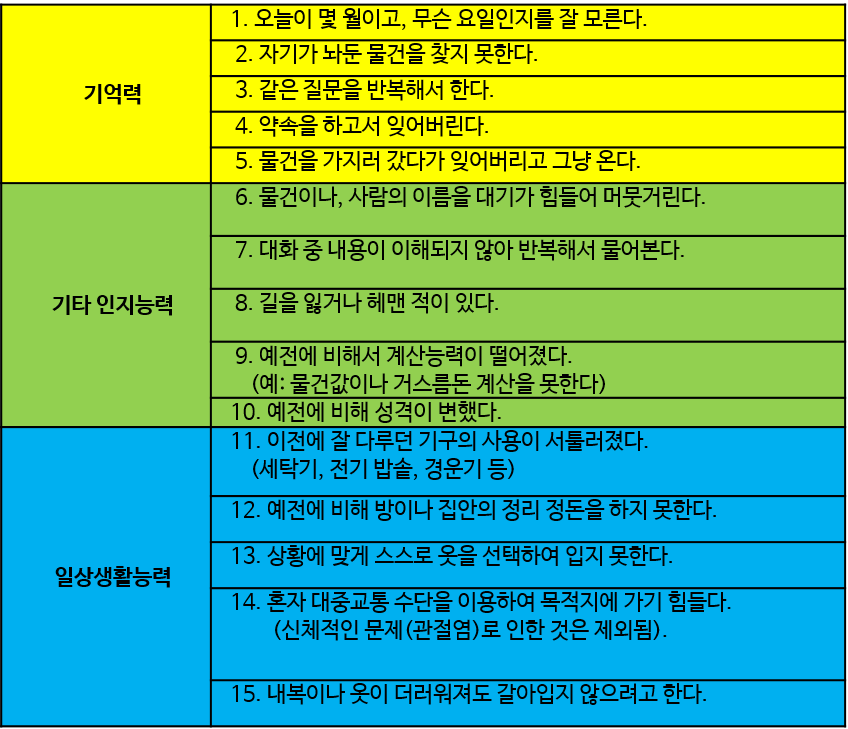 기억력
1. 오늘이 몇 월이고, 무슨 요일인지를 잘 모른다.
2. 자기가 놔둔 물건을 찾지 못한다.
3. 같은 질문을 반복해서 한다.
4. 약속을 하고서 잊어버린다.
5. 물건을 가지러 갔다가 잊어버리고 그냥 온다.
기타 인지능력
6. 물건이나, 사람의 이름을 대기가 힘들어 머뭇거린다.
7. 대화 중 내용이 이해되지 않아 반복해서 물어본다.
8. 길을 잃거나 헤맨 적이 있다.
9. 예전에 비해서 계산능력이 떨어졌다.
(예: 물건값이나 거스름돈 계산을 못한다)
10. 예전에 비해 성격이 변했다.
일상생활능력
11. 이전에 잘 다루던 기구의 사용이 서툴러졌다.
(세탁기, 전기 밥솥, 경운기 등)
12. 예전에 비해 방이나 집안의 정리 정돈을 하지 못한다.
13. 상황에 맞게 스스로 옷을 선택하여 입지 못한다.
14. 혼자 대중교통 수단을 이용하여 목적지에 가기 힘들다.
(신체적인 문제(관절염)로 인한 것은 제외됨).
15. 내복이나 옷이 더러워져도 갈아입지 않으려고 한다.